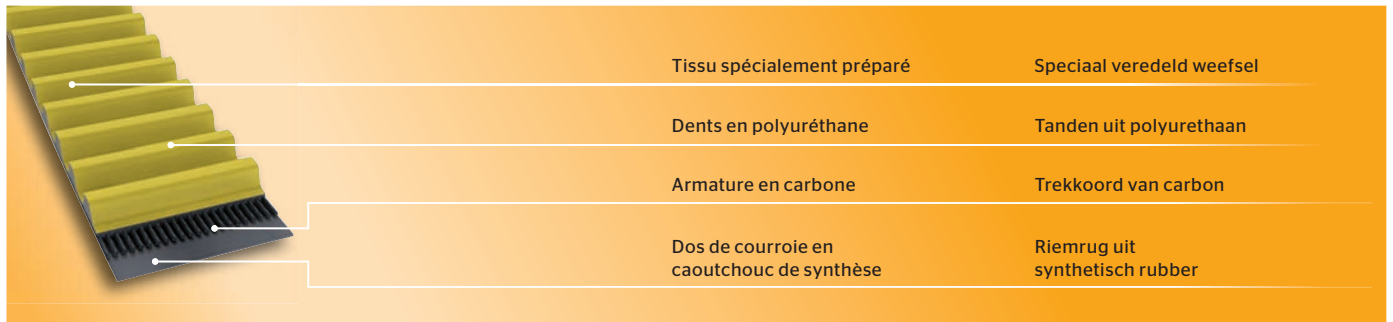 Tissu spécialement préparé
Speciaal veredeld weefsel
Dents en polyuréthane
Tanden uit polyurethaan
Armature en carbone
Trekkoord van carbon
Dos de courroie en
caoutchouc de synthèse
Riemrug uit
synthetisch rubber